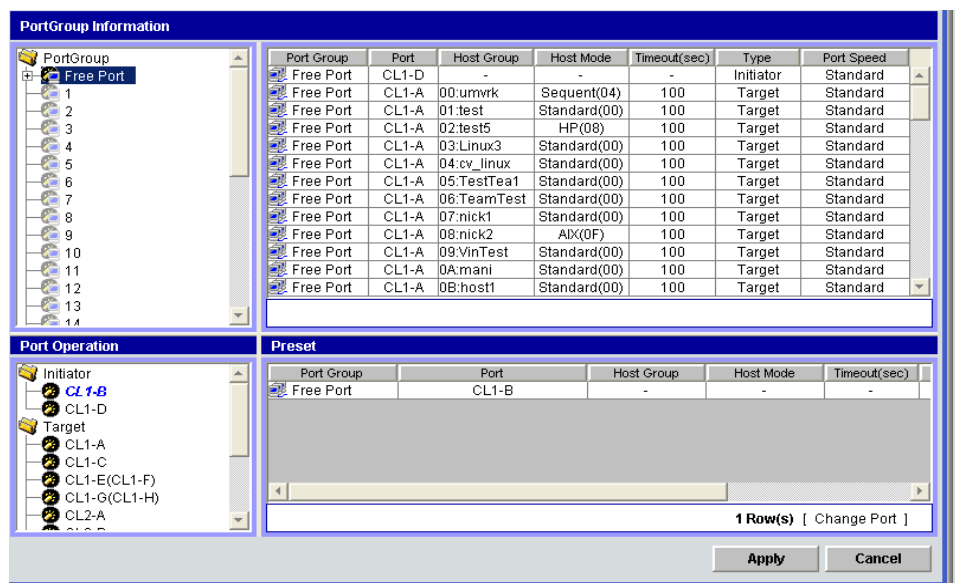 PortGroup Information
PortGroup
Free Port
1
2
3
4
5
6
7
8
9
10
11
12
13
14
Port Group Port Host Group Host Mode Timeout(sec) Type Port Speed
Free Port CL1-D - - - Initiator Standard
Free Port CL1-A 00:umvrk Sequent(04) 100 Target Standard
Free Port CL1-A 01:test Standard(00) 100 Target Standard
Free Port CL1-A 02:test5 HP(08) 100 Target Standard
Free Port CL1-A 03:Linux3 Standard(00) 100 Target Standard
Free Port CL1-A 04:cv_linux Standard(00) 100 Target Standard
Free Port CL1-A 05:TestTea1 Standard(00) 100 Target Standard
Free Port CL1-A 06:TeamTest Standard(00) 100 Target Standard
Free Port CL1-A 07:nick1 Standard(00) 100 Target Standard
Free Port CL1-A 08:nick2 AIX(0F) 100 Target Standard
Free Port CL1-A 09:VinTest Standard(00) 100 Target Standard
Free Port CL1-A 0A:mani Standard(00) 100 Target Standard
Free Port CL1-A 0B:host1 Standard(00) 100 Target Standard
Port Operation
Initiator
CL1-B
CL1-D
Target
CL1-A
CL1-C
CL1-E(CL1-F)
CL1-G(CL1-H)
CL2-A
Preset
Port Group Port Host Group Host Mode Timeout(sec)
Free Port CL1-B - - -
1 Row(s) [ Change Port ]
Apply Cancel